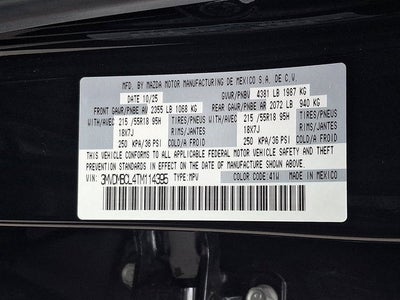 MFD. BY MAZDA MOTOR MANUFACTURING DE MEXICO S.A. DE C.V.
DATE 10/25 GVWR/PNBV 4381 LB 1987 KG
FRONT GAWR/PNBE AV 2355 LB 1068 KG REAR GAWR/PNBE AR 2072 LB 940 KG
WITH/AVEC 215 /55R18 95H TIRES/PNEUS WITH/AVEC 215 /55R18 95H TIRES/PNEUS
18X7J RIMS/JANTES 18X7J RIMS/JANTES
250 KPA/36 PSI COLD/A FROID 250 KPA/36 PSI COLD/A FROID
THIS VEHICLE CONFORMS TO ALL APPLICABLE FEDERAL MOTOR VEHICLE SAFETY AND THEFT
PREVENTION STANDARDS IN EFFECT ON THE DATE OF MANUFACTURE SHOWN ABOVE.
VIN: 3MVDMBCL4TM114395 TYPE:MPV COLOR CODE:41W MADE IN MEXICO